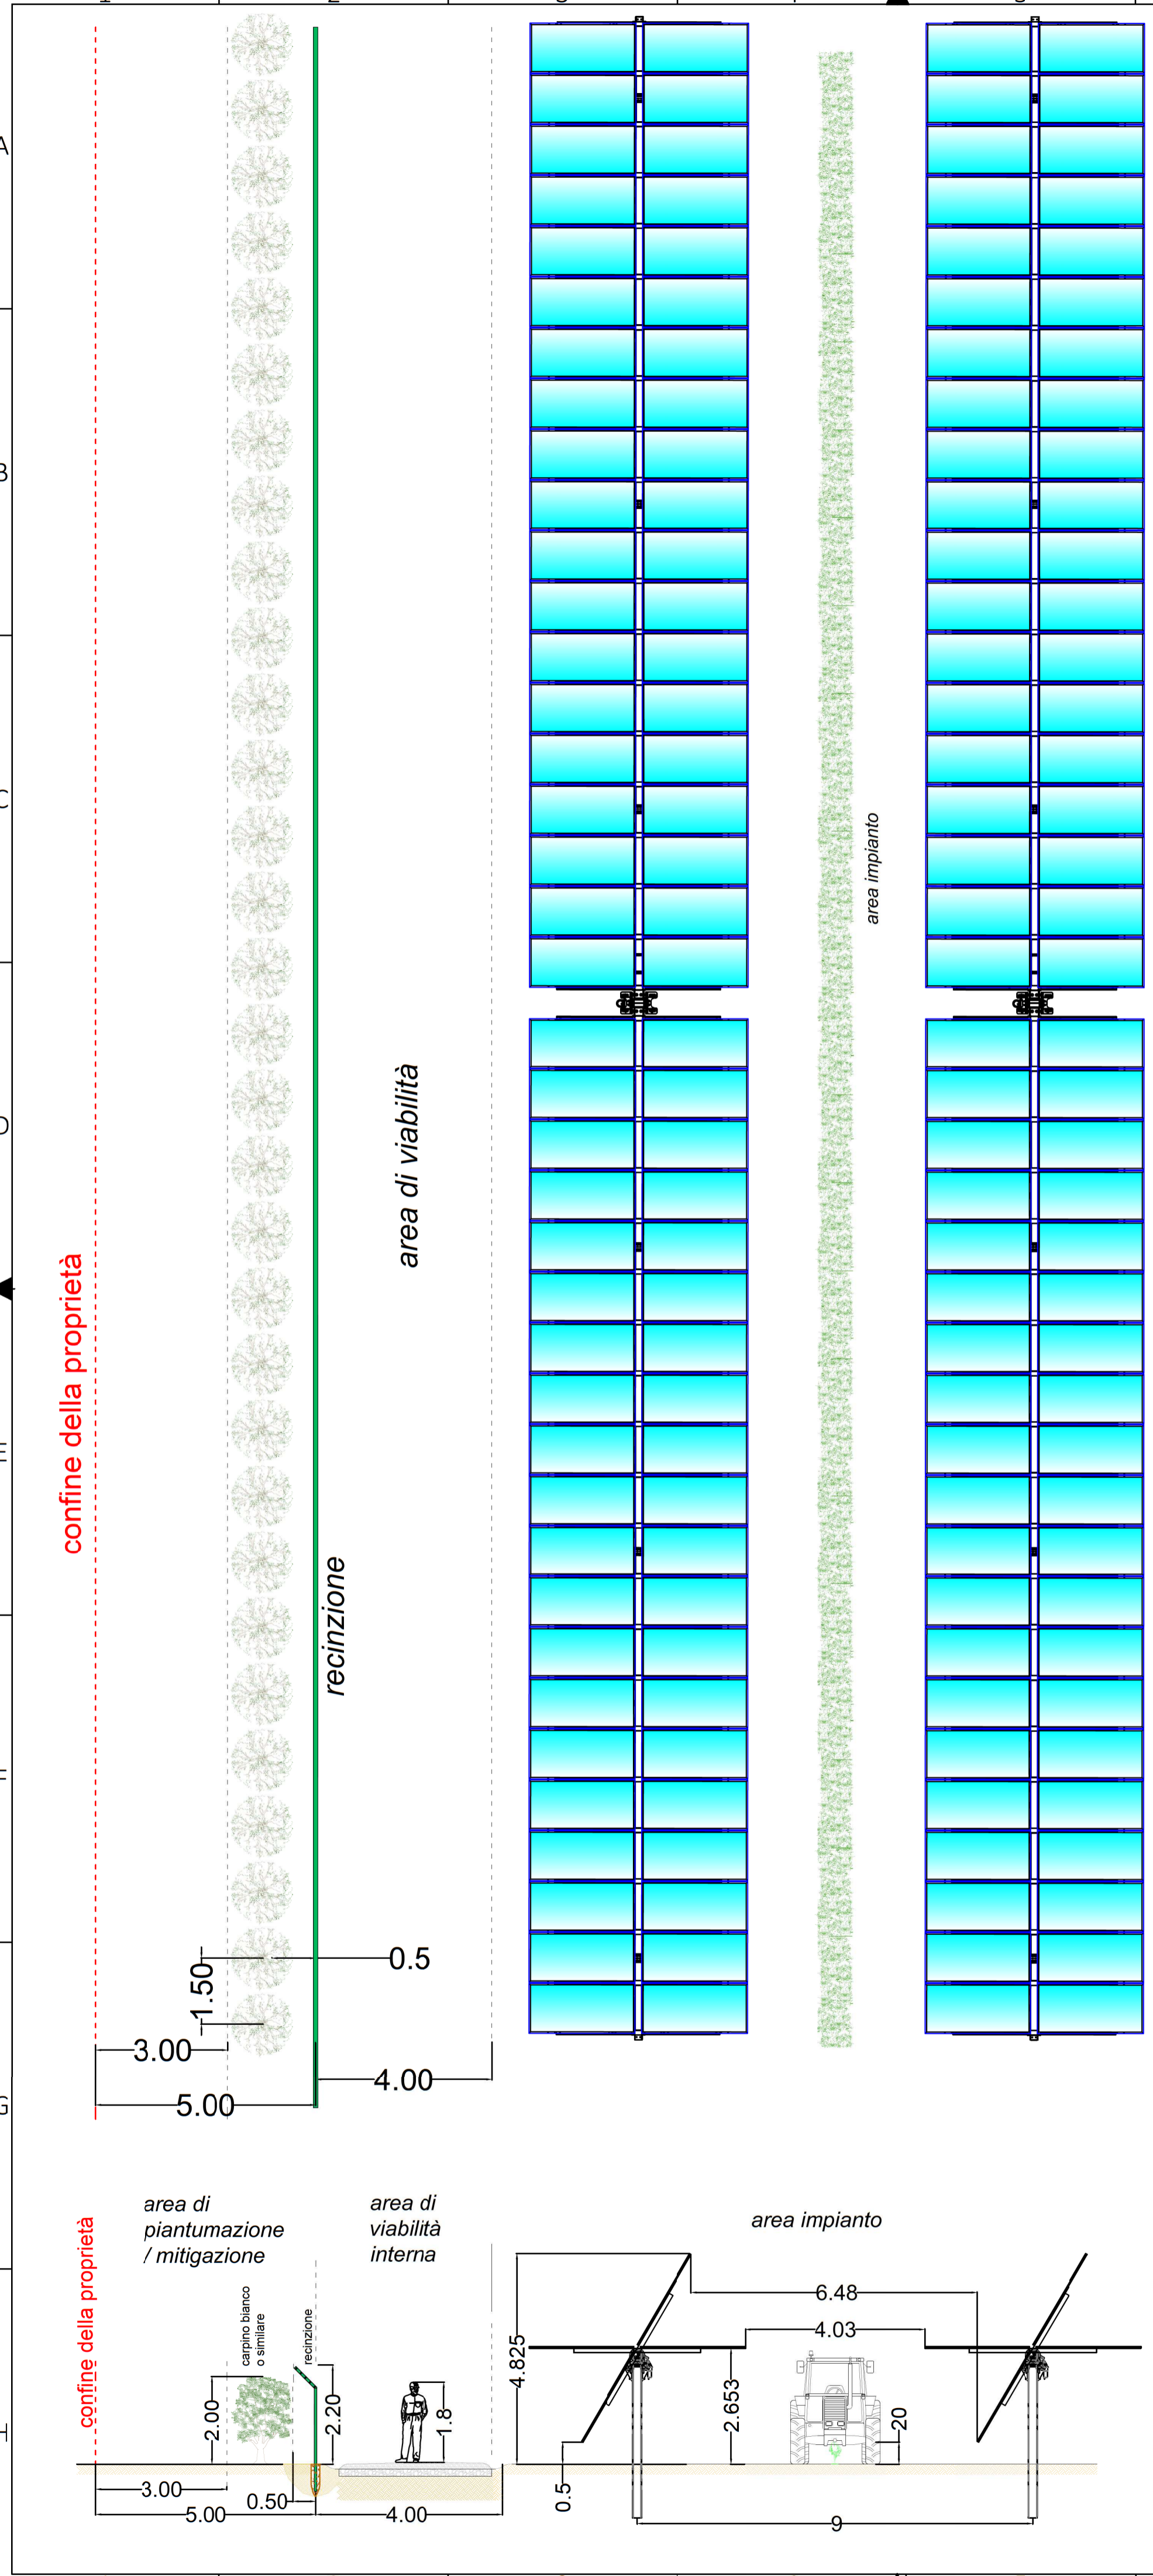 A
B
C
D
E
F
G
area impianto
area di viabilità
confine della proprietà
recinzione
0.5
1.50
3.00
4.00
5.00
area di
piantumazione
/ mitigazione
area di
viabilità
interna
area impianto
confine della proprietà
carpino bianco
o similare
recinzione
6.48
4.03
4.825
2.653
2.00
2.20
1.8
20
0.5
3.00
0.50
5.00
4.00
9